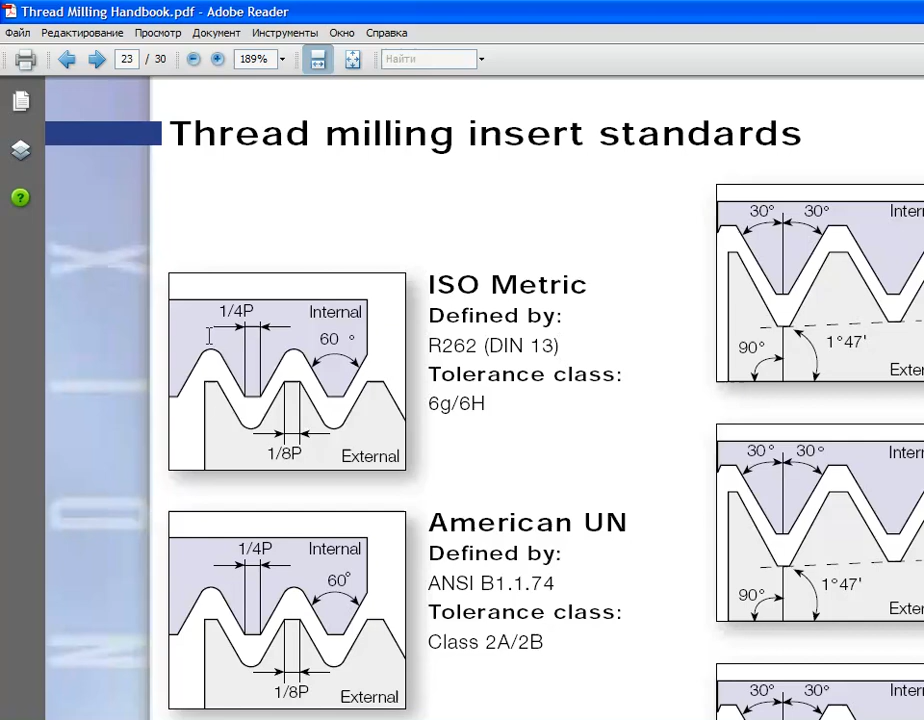 Thread Milling Handbook.pdf - Adobe Reader
Файл Редактирование Просмотр Документ Инструменты Окно Справка
23 / 30 189% Найти
Thread milling insert standards
1/4P Internal
60 °
1/8P External
ISO Metric
Defined by:
R262 (DIN 13)
Tolerance class:
6g/6H
1/4P Internal
60°
1/8P External
American UN
Defined by:
ANSI B1.1.74
Tolerance class:
Class 2A/2B
30° 30° Inter
90° 1°47'
Exte
30° 30° Inter
90° 1°47'
Exte
30° 30° Inter